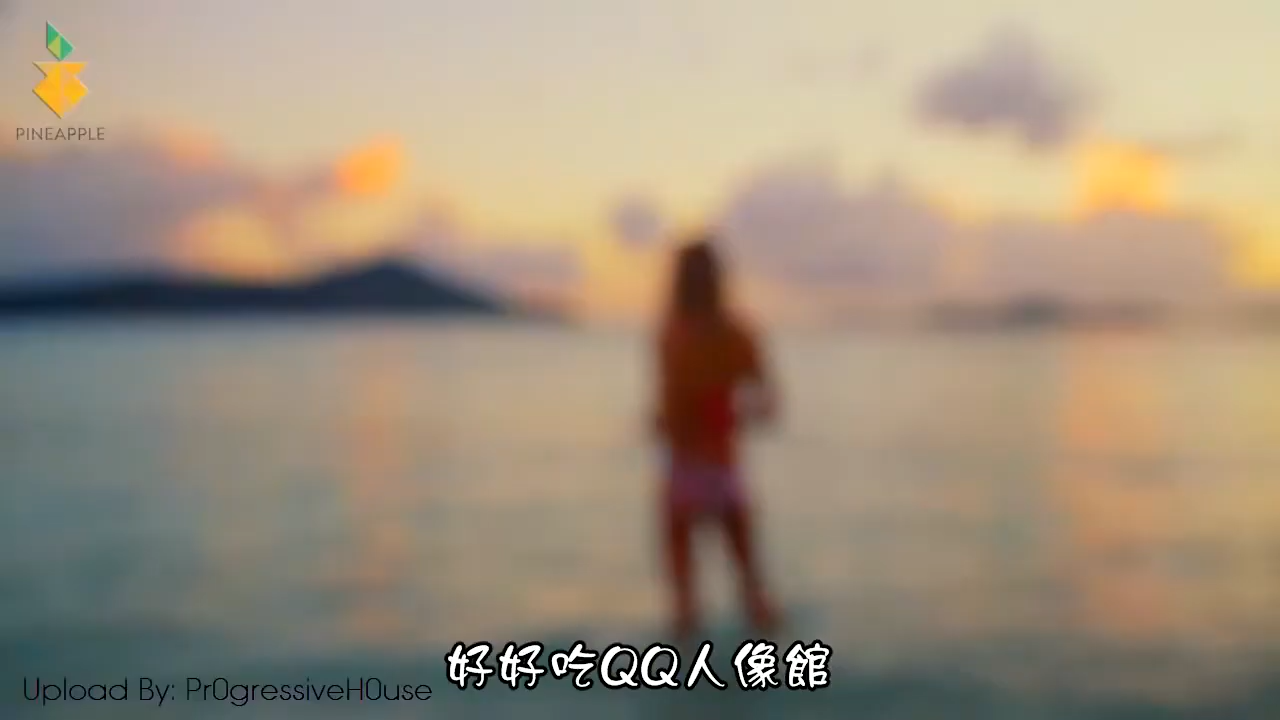 PINEAPPLE
好好吃QQ人像館
Upload By: Pr0gressiveH0use